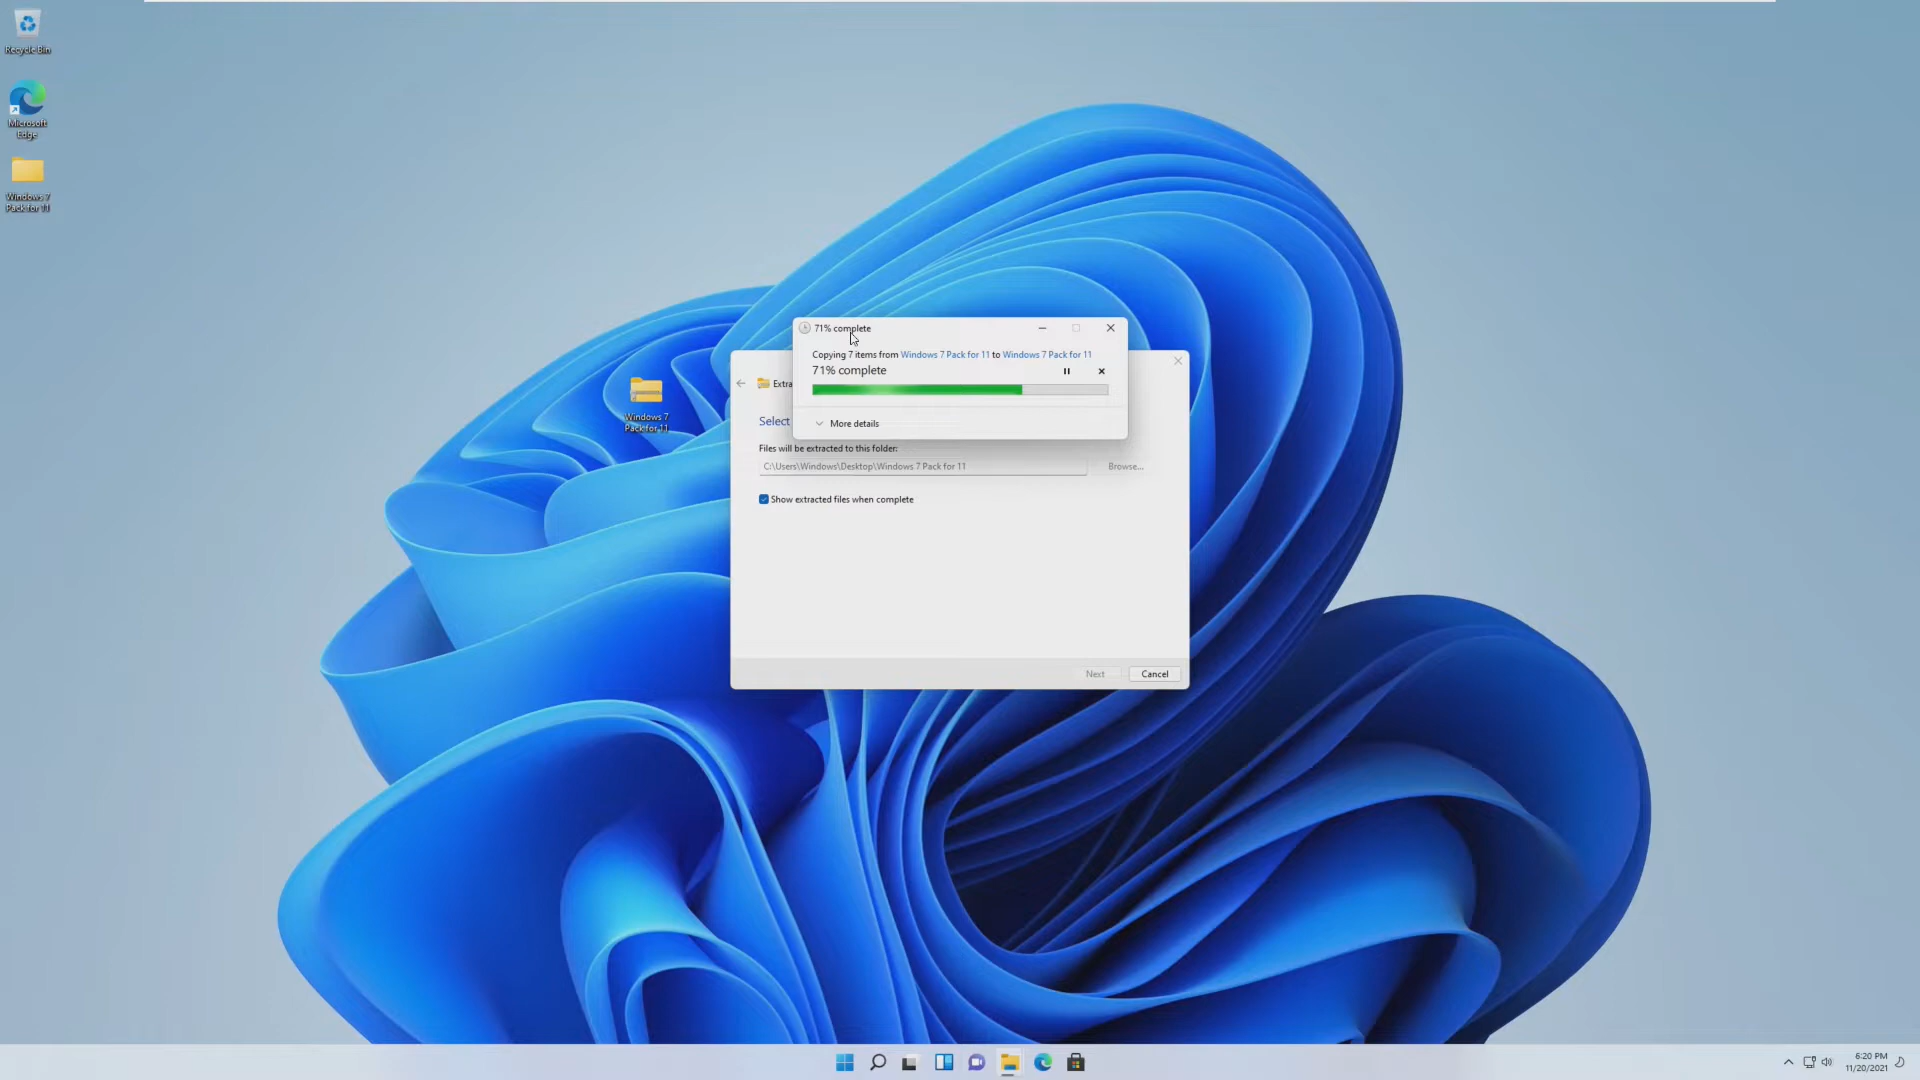 Recycle Bin
Microsoft
Edge
Windows 7
Pack for 11
Windows 7
Pack for 11
71% complete
Copying 7 items from Windows 7 Pack for 11 to Windows 7 Pack for 11
71% complete
More details
Extra
Select
Files will be extracted to this folder:
C:\Users\Windows\Desktop\Windows 7 Pack for 11
Browse...
Show extracted files when complete
Next
Cancel
6:20 PM
11/20/2021